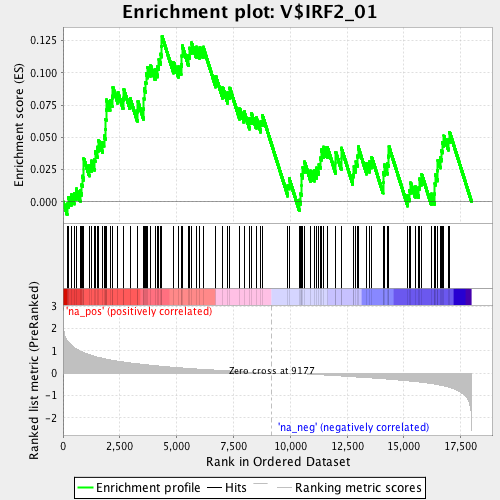 Enrichment plot: V$IRF2_01
Enrichment score (ES)
0.125
0.100
0.075
0.050
0.025
0.000
Ranked list metric (PreRanked)
3
2
1
0
-1
-2
'na_pos' (positively correlated)
Zero cross at 9177
'na_neg' (negatively correlated)
0
2,500
5,000
7,500
10,000
12,500
15,000
17,500
Rank in Ordered Dataset
Enrichment profile
Hits
Ranking metric scores